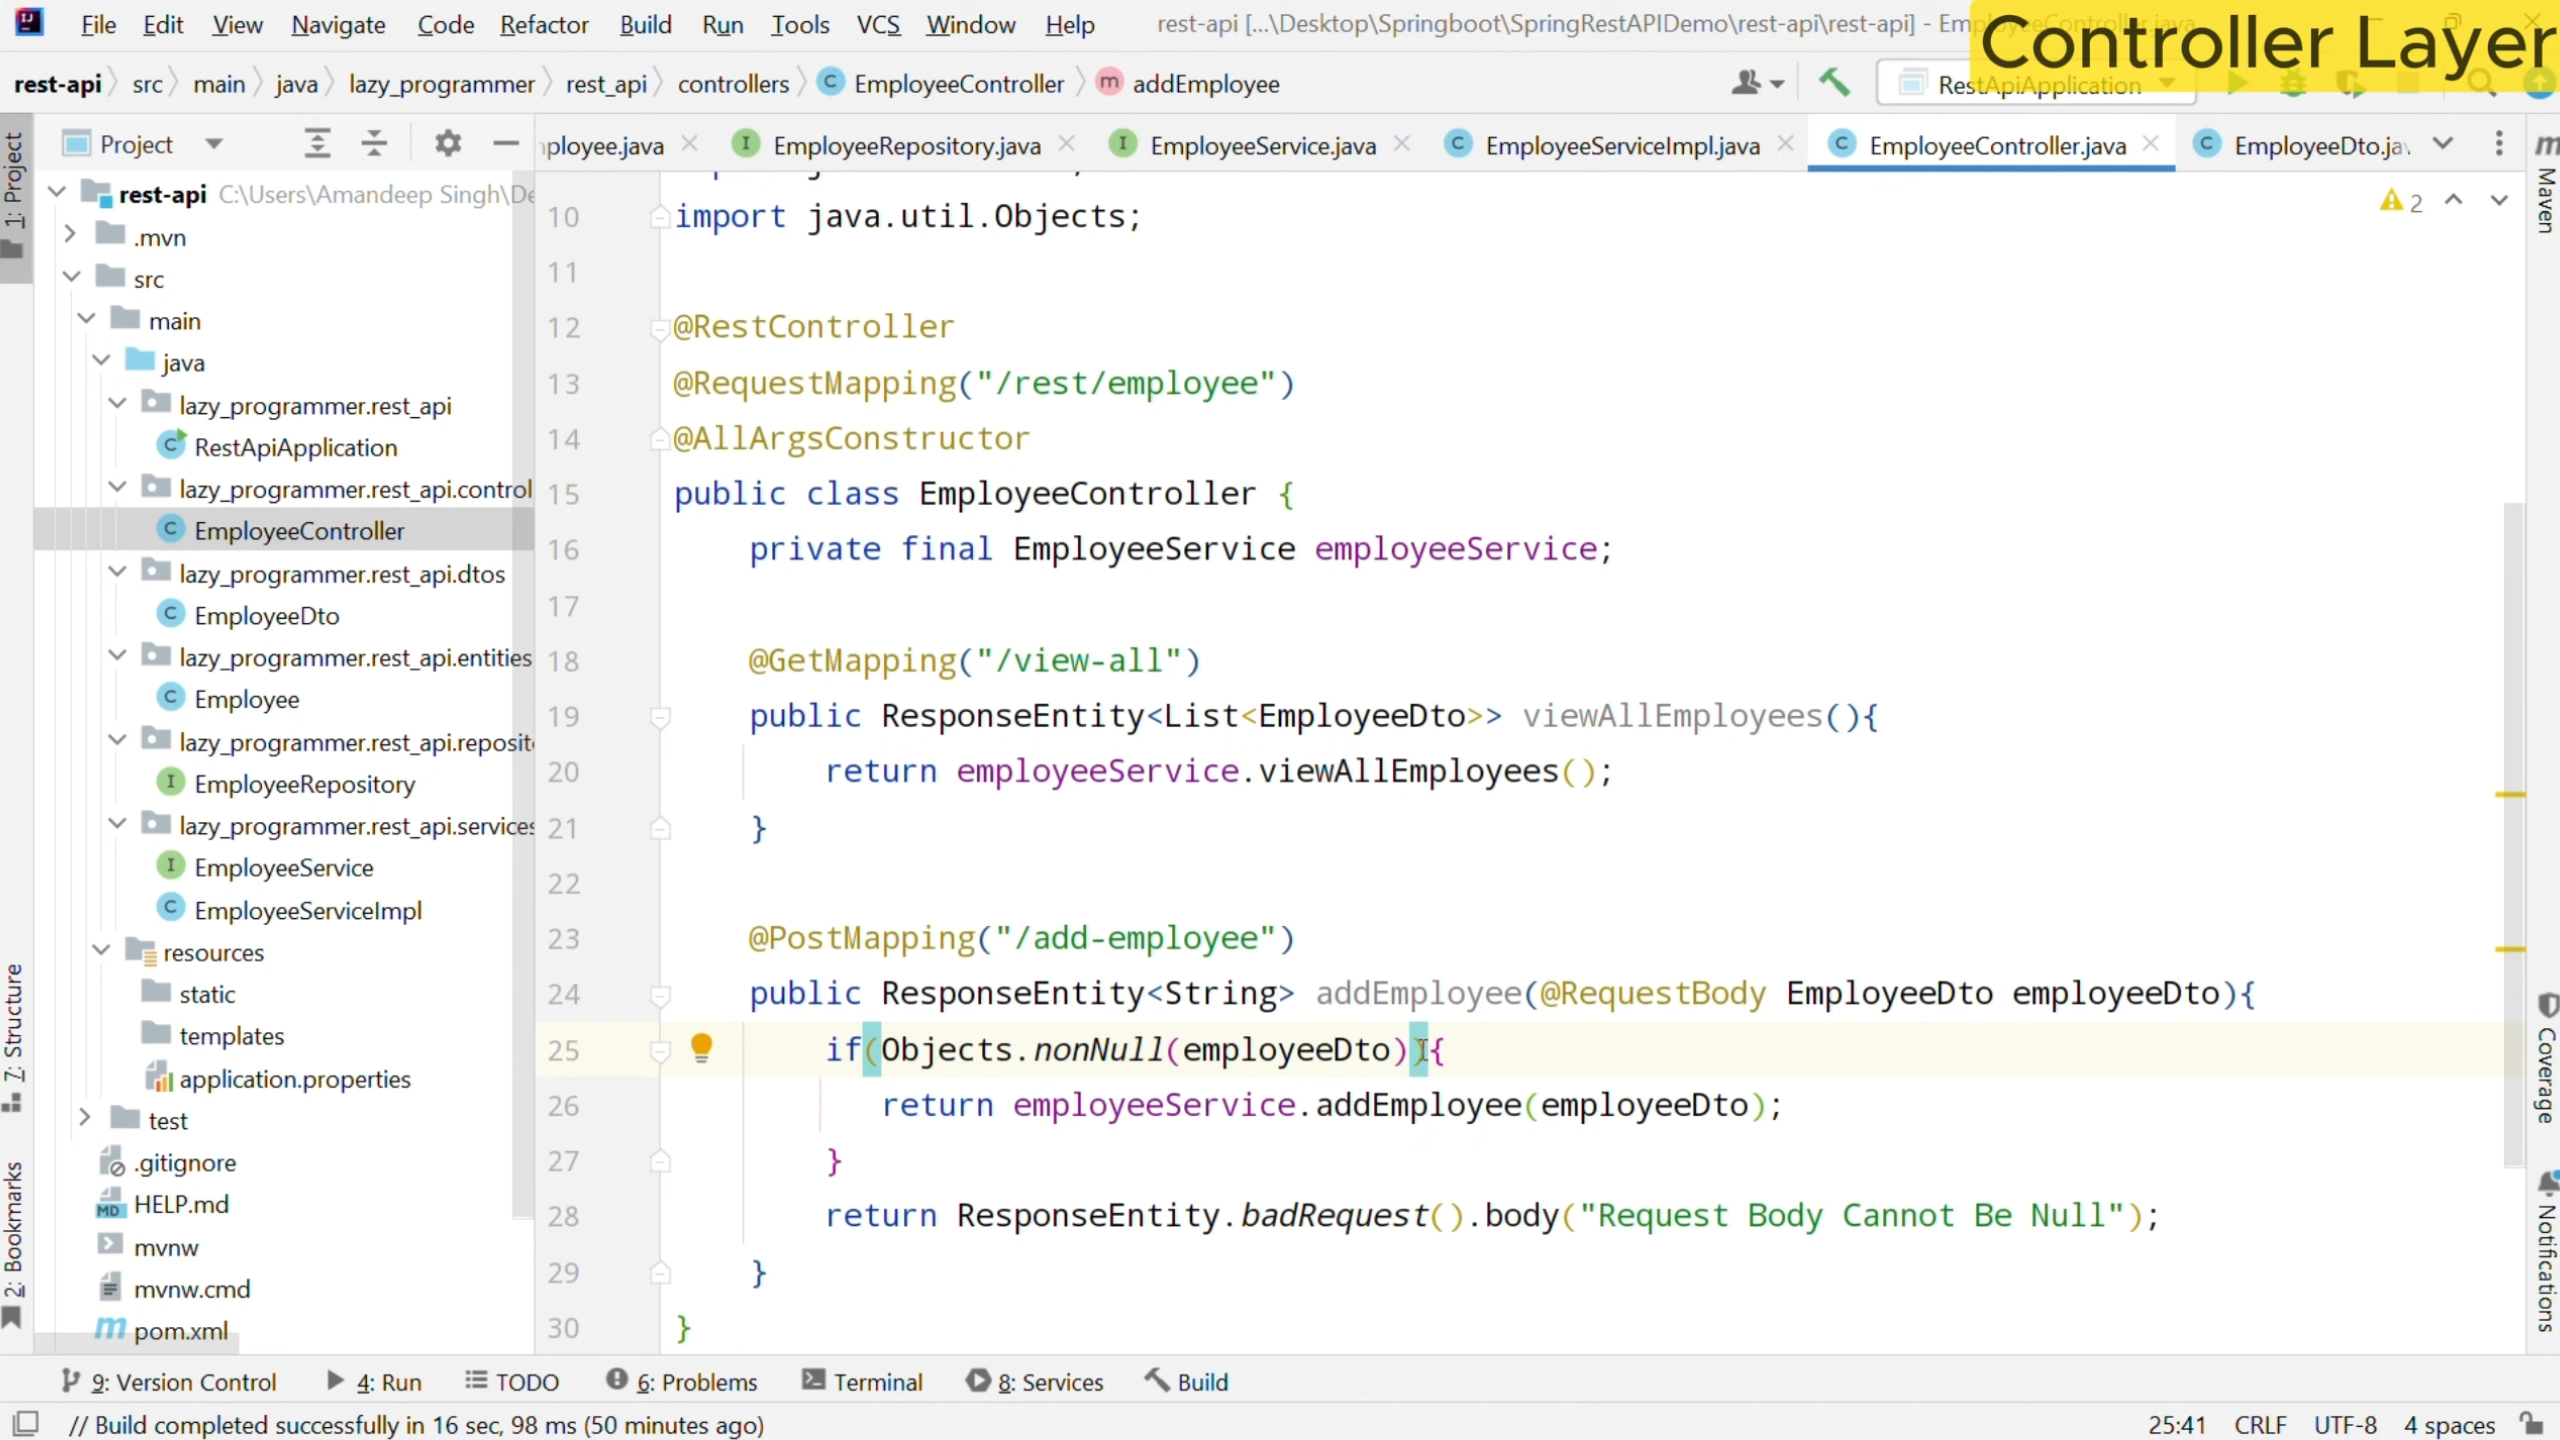 File Edit View Navigate Code Refactor Build Run Tools VCS Window Help rest-api [...\Desktop\Springboot\SpringRestAPIDemo\rest-api\rest-api] - EmployeeController.java
Controller Layer
rest-api src main java lazy_programmer rest_api controllers EmployeeController addEmployee RestApiApplication
Project
mployee.java EmployeeRepository.java EmployeeService.java EmployeeServiceImpl.java EmployeeController.java EmployeeDto.ja
1: Project
7: Structure
2: Bookmarks
rest-api C:\Users\Amandeep Singh\De
.mvn
src
main
java
lazy_programmer.rest_api
RestApiApplication
lazy_programmer.rest_api.control
EmployeeController
lazy_programmer.rest_api.dtos
EmployeeDto
lazy_programmer.rest_api.entities
Employee
lazy_programmer.rest_api.reposit
EmployeeRepository
lazy_programmer.rest_api.services
EmployeeService
EmployeeServiceImpl
resources
static
templates
application.properties
test
.gitignore
HELP.md
mvnw
mvnw.cmd
pom.xml
10 import java.util.Objects;
11
12 @RestController
13 @RequestMapping("/rest/employee")
14 @AllArgsConstructor
15 public class EmployeeController {
16 private final EmployeeService employeeService;
17
18 @GetMapping("/view-all")
19 public ResponseEntity<List<EmployeeDto>> viewAllEmployees(){
20 return employeeService.viewAllEmployees();
21 }
22
23 @PostMapping("/add-employee")
24 public ResponseEntity<String> addEmployee(@RequestBody EmployeeDto employeeDto){
25 if(Objects.nonNull(employeeDto)){
26 return employeeService.addEmployee(employeeDto);
27 }
28 return ResponseEntity.badRequest().body("Request Body Cannot Be Null");
29 }
30 }
2
Maven
Coverage
Notifications
9: Version Control 4: Run TODO 6: Problems Terminal 8: Services Build
// Build completed successfully in 16 sec, 98 ms (50 minutes ago) 25:41 CRLF UTF-8 4 spaces